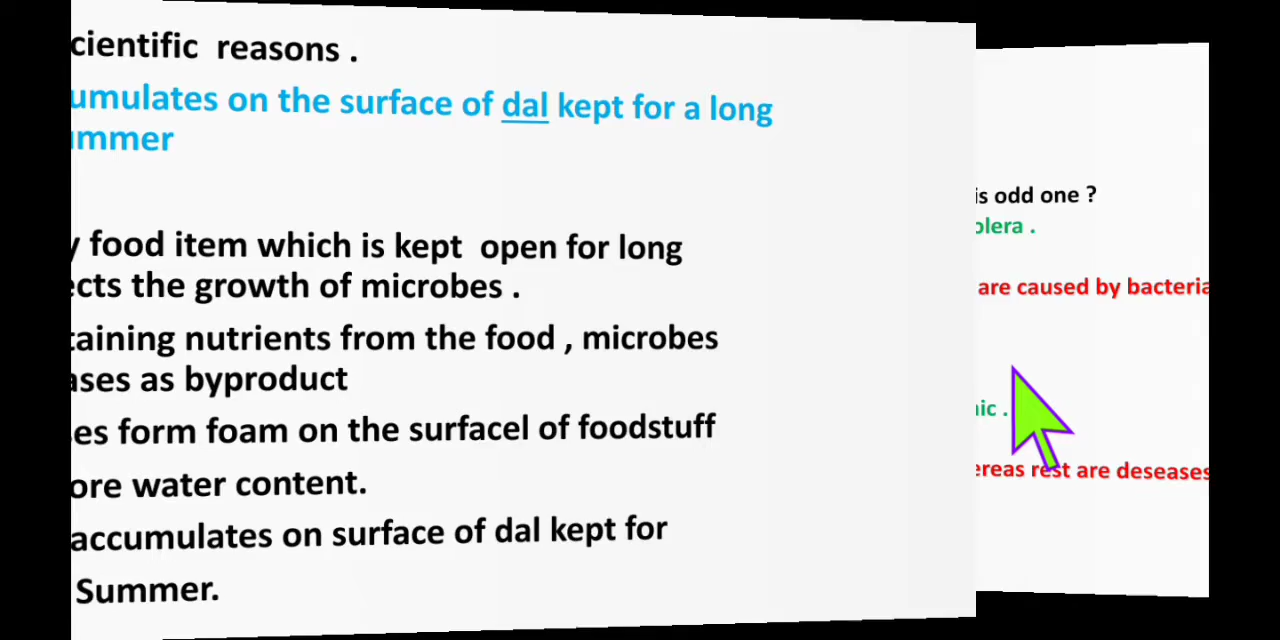 cientific reasons .
umulates on the surface of dal kept for a long
ummer
y food item which is kept open for long
ects the growth of microbes .
taining nutrients from the food , microbes
ases as byproduct
ses form foam on the surfacel of foodstuff
ore water content.
accumulates on surface of dal kept for
Summer.
is odd one ?
olera .
are caused by bacteria
nic .
ereas rest are deseases